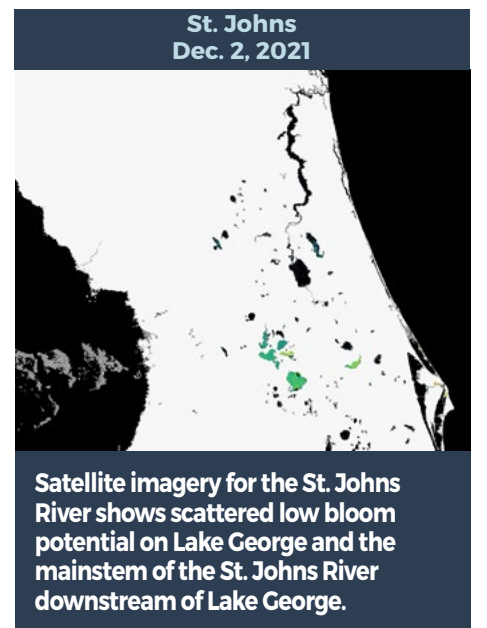 St. Johns
Dec. 2, 2021
Satellite imagery for the St. Johns
River shows scattered low bloom
potential on Lake George and the
mainstem of the St. Johns River
downstream of Lake George.